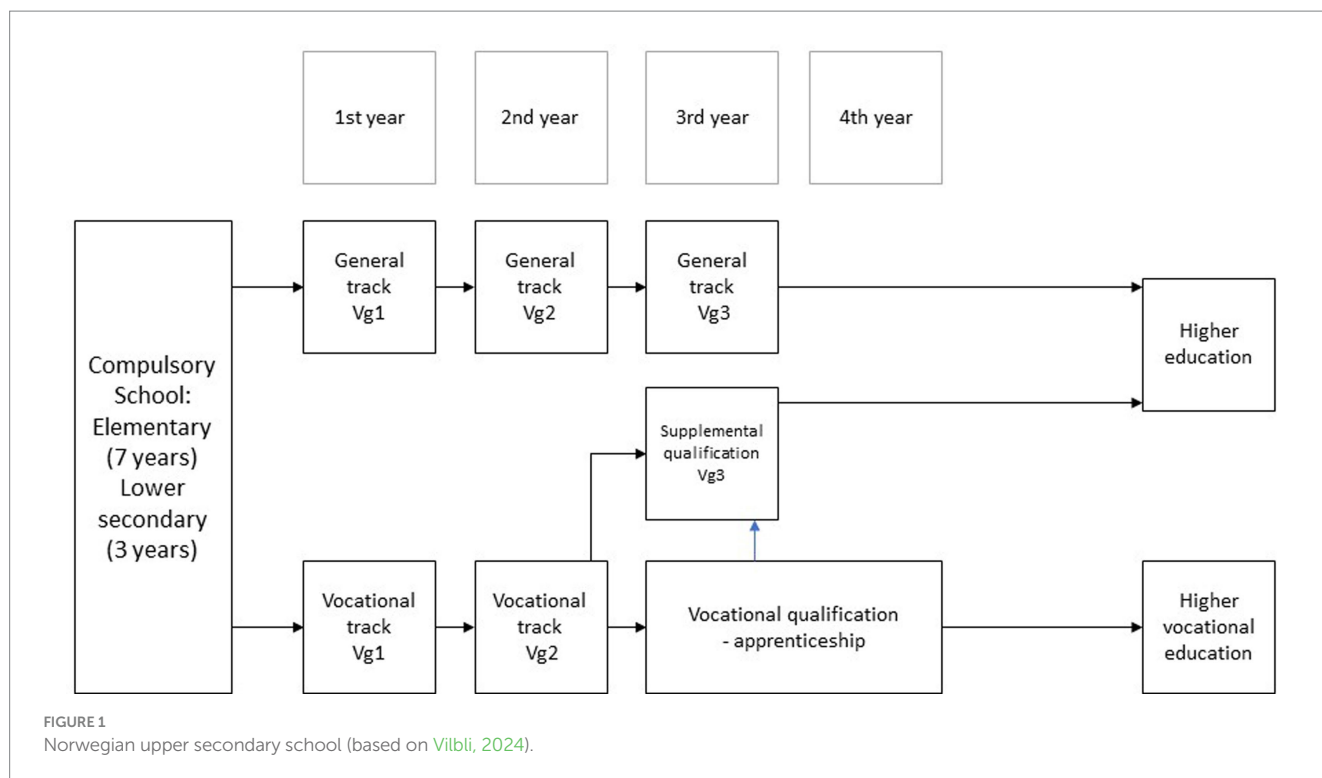 1st year
2nd year
3rd year
4th year
Compulsory
School:
Elementary
(7 years)
Lower
secondary
(3 years)
General
track
Vg1
General
track
Vg2
General
track
Vg3
Higher
education
Supplemental
qualification
Vg3
Vocational
track
Vg1
Vocational
track
Vg2
Vocational qualification
- apprenticeship
Higher
vocational
education
FIGURE 1
Norwegian upper secondary school (based on Vilbli, 2024).